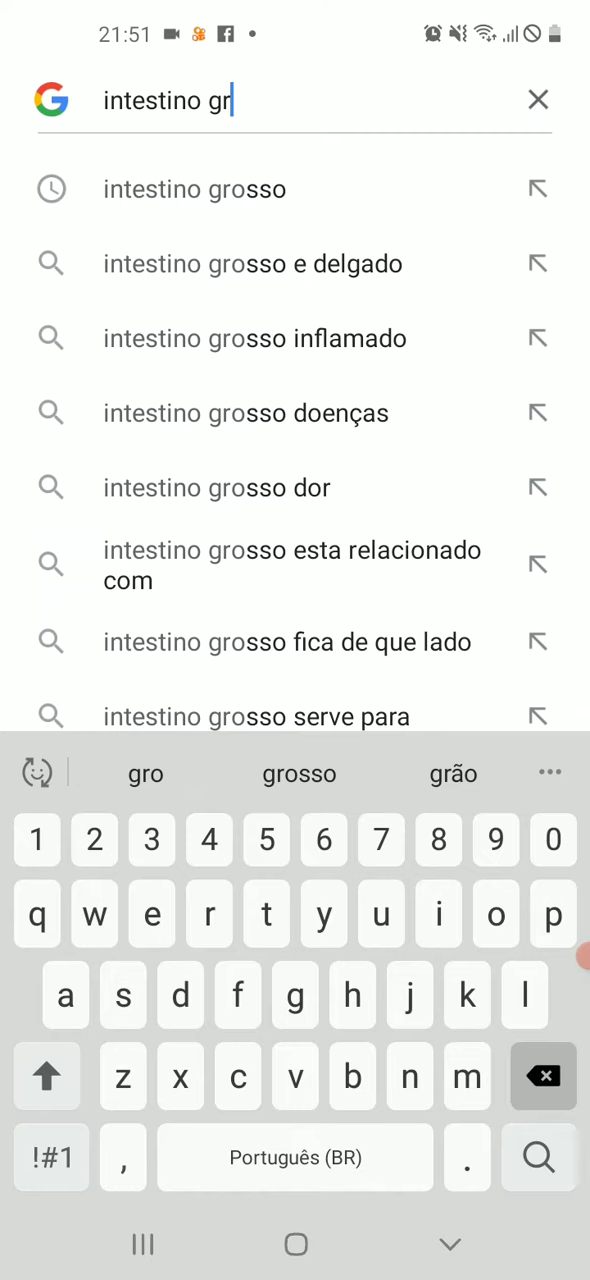 21:51
intestino gr
intestino grosso
intestino grosso e delgado
intestino grosso inflamado
intestino grosso doenças
intestino grosso dor
intestino grosso esta relacionado
com
intestino grosso fica de que lado
intestino grosso serve para
gro grosso grão
1 2 3 4 5 6 7 8 9 0
q w e r t y u i o p
a s d f g h j k l
z x c v b n m
!#1 , Português (BR) .